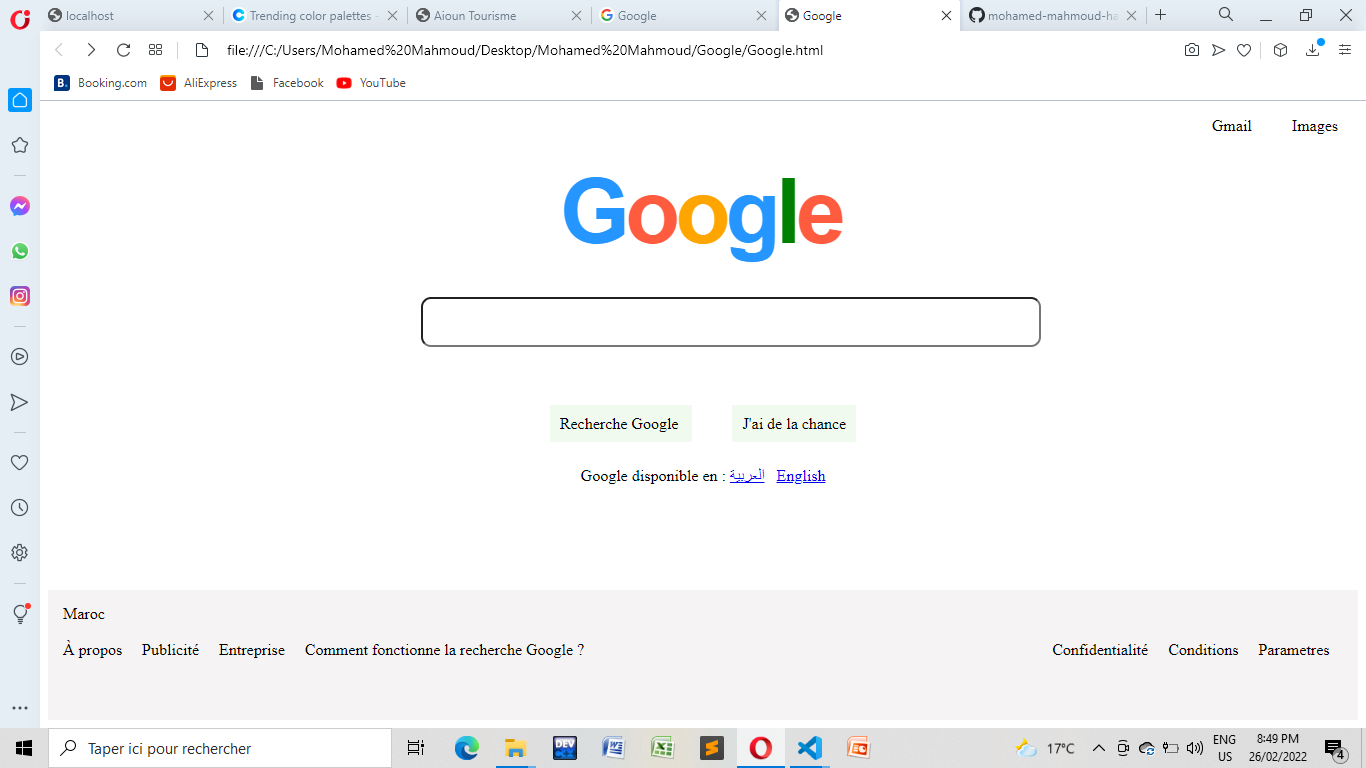 localhost
Trending color palettes -
Aioun Tourisme
Google
Google
mohamed-mahmoud-ha
file:///C:/Users/Mohamed%20Mahmoud/Desktop/Mohamed%20Mahmoud/Google/Google.html
B. Booking.com
AliExpress
Facebook
YouTube
Gmail Images
Google
Recherche Google J'ai de la chance
Google disponible en : العربية English
Maroc
À propos Publicité Entreprise Comment fonctionne la recherche Google ? Confidentialité Conditions Parametres
Taper ici pour rechercher
DEV
17°C
ENG
US
8:49 PM
26/02/2022
4